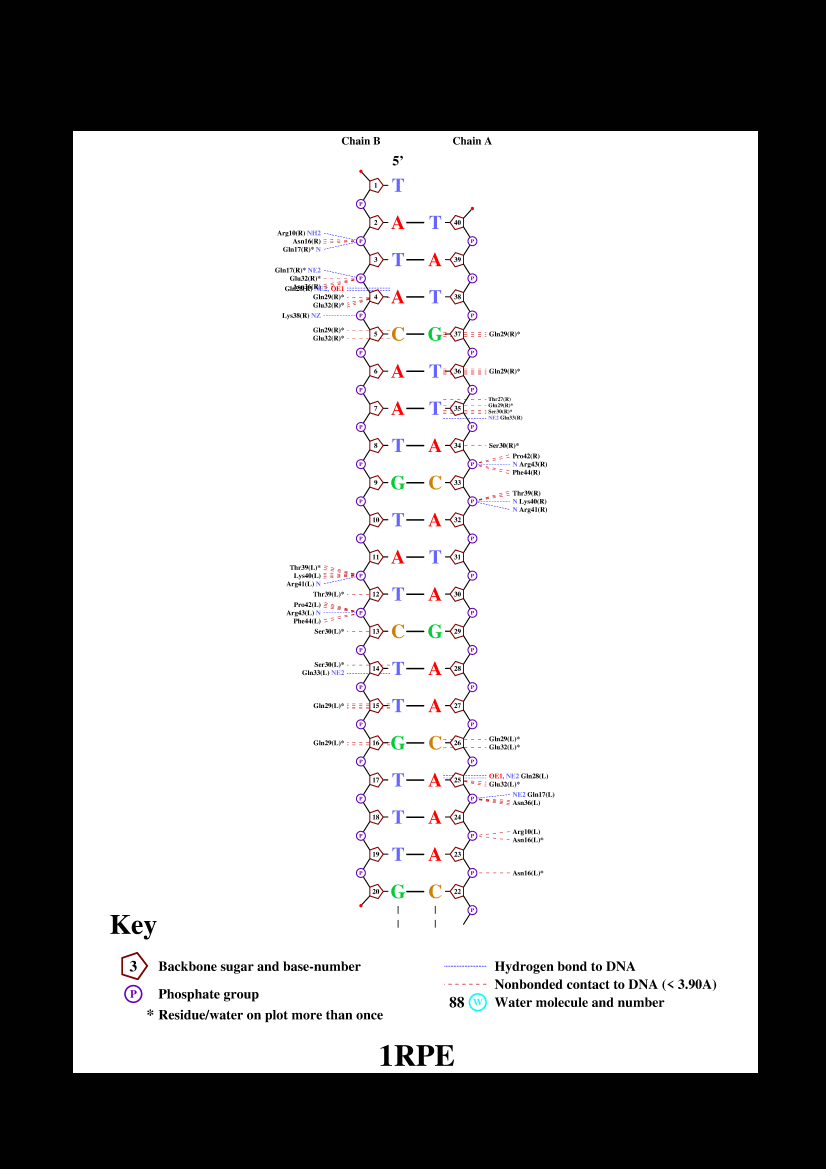 Chain B Chain A
5’
1 T
P
2 A T 40
Arg10(R) NH2
Asn16(R) P P
Gln17(R)* N
3 T A 39
Gln17(R)* NE2
Glu32(R)* P P
Asn36(R)
Gln28(R) NE2, OE1
Gln29(R)* 4 A T 38
Glu32(R)*
Lys38(R) NZ P P
Gln29(R)* 5 C G 37 Gln29(R)*
Glu32(R)*
P P
6 A T 36 Gln29(R)*
P P
Thr27(R)
Gln29(R)*
7 A T 35 Ser30(R)*
NE2 Gln33(R)
P P
8 T A 34 Ser30(R)*
Pro42(R)
P P N Arg43(R)
Phe44(R)
9 G C 33
Thr39(R)
P P N Lys40(R)
N Arg41(R)
10 T A 32
P P
11 A T 31
Thr39(L)*
Lys40(L) P P
Arg41(L) N
Thr39(L)* 12 T A 30
Pro42(L)
Arg43(L) N P P
Phe44(L)
Ser30(L)* 13 C G 29
P P
Ser30(L)* 14 T A 28
Gln33(L) NE2
P P
Gln29(L)* 15 T A 27
P P
Gln29(L)* 16 G C 26 Gln29(L)*
Glu32(L)*
P P
17 T A 25 OE1, NE2 Gln28(L)
Glu32(L)*
P P NE2 Gln17(L)
Asn36(L)
18 T A 24
P P Arg10(L)
Asn16(L)*
19 T A 23
P P Asn16(L)*
20 G C 22
P
Key
3 Backbone sugar and base-number
P Phosphate group
* Residue/water on plot more than once
Hydrogen bond to DNA
Nonbonded contact to DNA (< 3.90A)
88 W Water molecule and number
1RPE